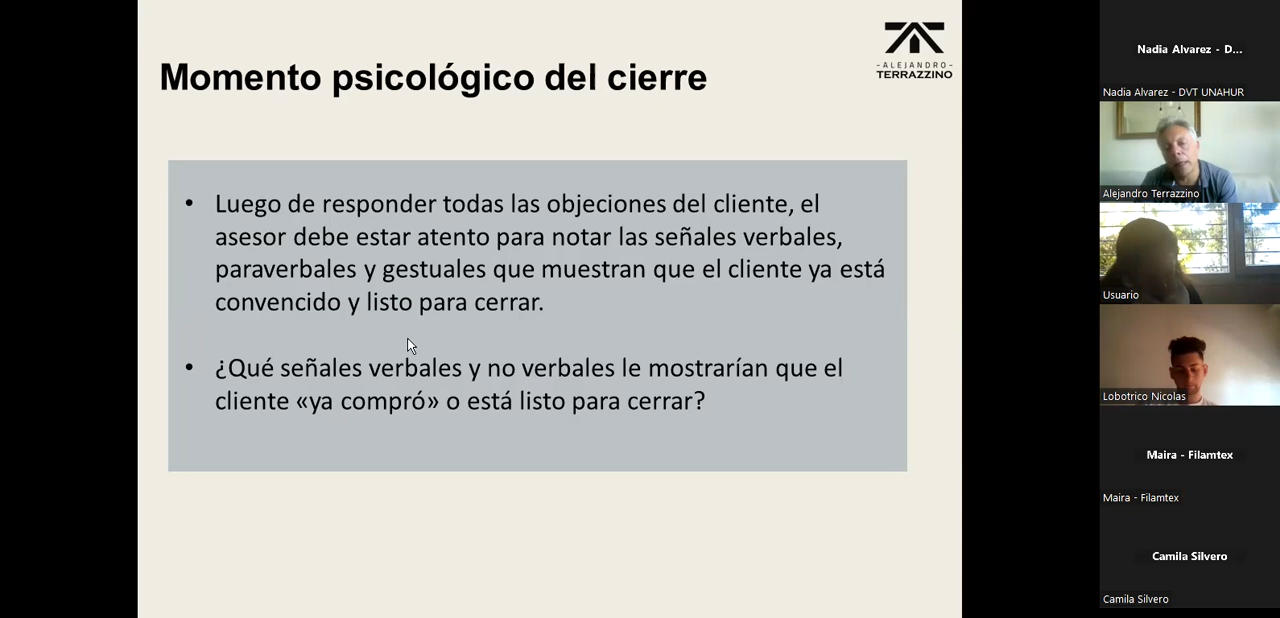 Momento psicológico del cierre
-ALEJANDRO-
TERRAZZINO
• Luego de responder todas las objeciones del cliente, el
asesor debe estar atento para notar las señales verbales,
paraverbales y gestuales que muestran que el cliente ya está
convencido y listo para cerrar.
• ¿Qué señales verbales y no verbales le mostrarían que el
cliente «ya compró» o está listo para cerrar?
Nadia Alvarez - D...
Nadia Alvarez - DVT UNAHUR
Alejandro Terrazzino
Usuario
Lobotrico Nicolas
Maira - Filamtex
Maira - Filamtex
Camila Silvero
Camila Silvero